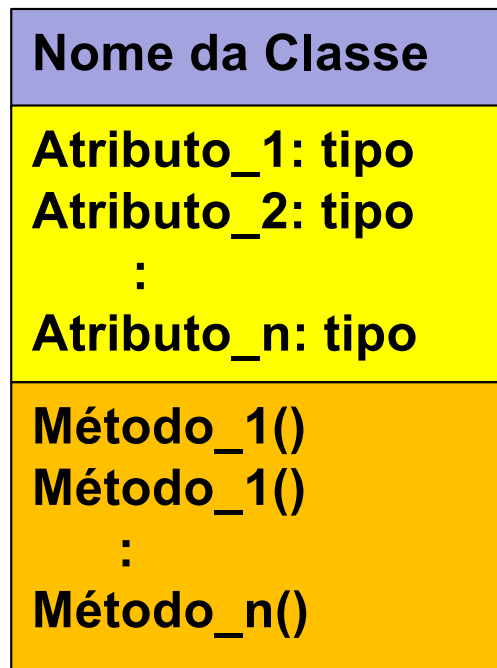 Nome da Classe
Atributo_1: tipo
Atributo_2: tipo
:
Atributo_n: tipo
Método_1()
Método_1()
:
Método_n()